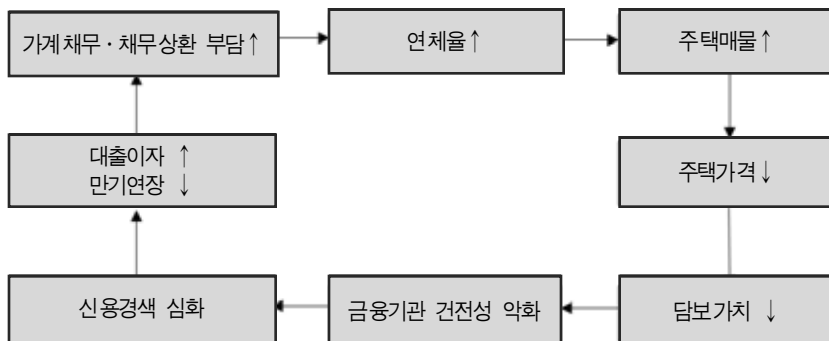 가계채무·채무상환 부담↑
연체율↑
주택매물↑
대출이자 ↑
만기연장 ↓
주택가격↓
신용경색 심화
금융기관 건전성 악화
담보가치 ↓